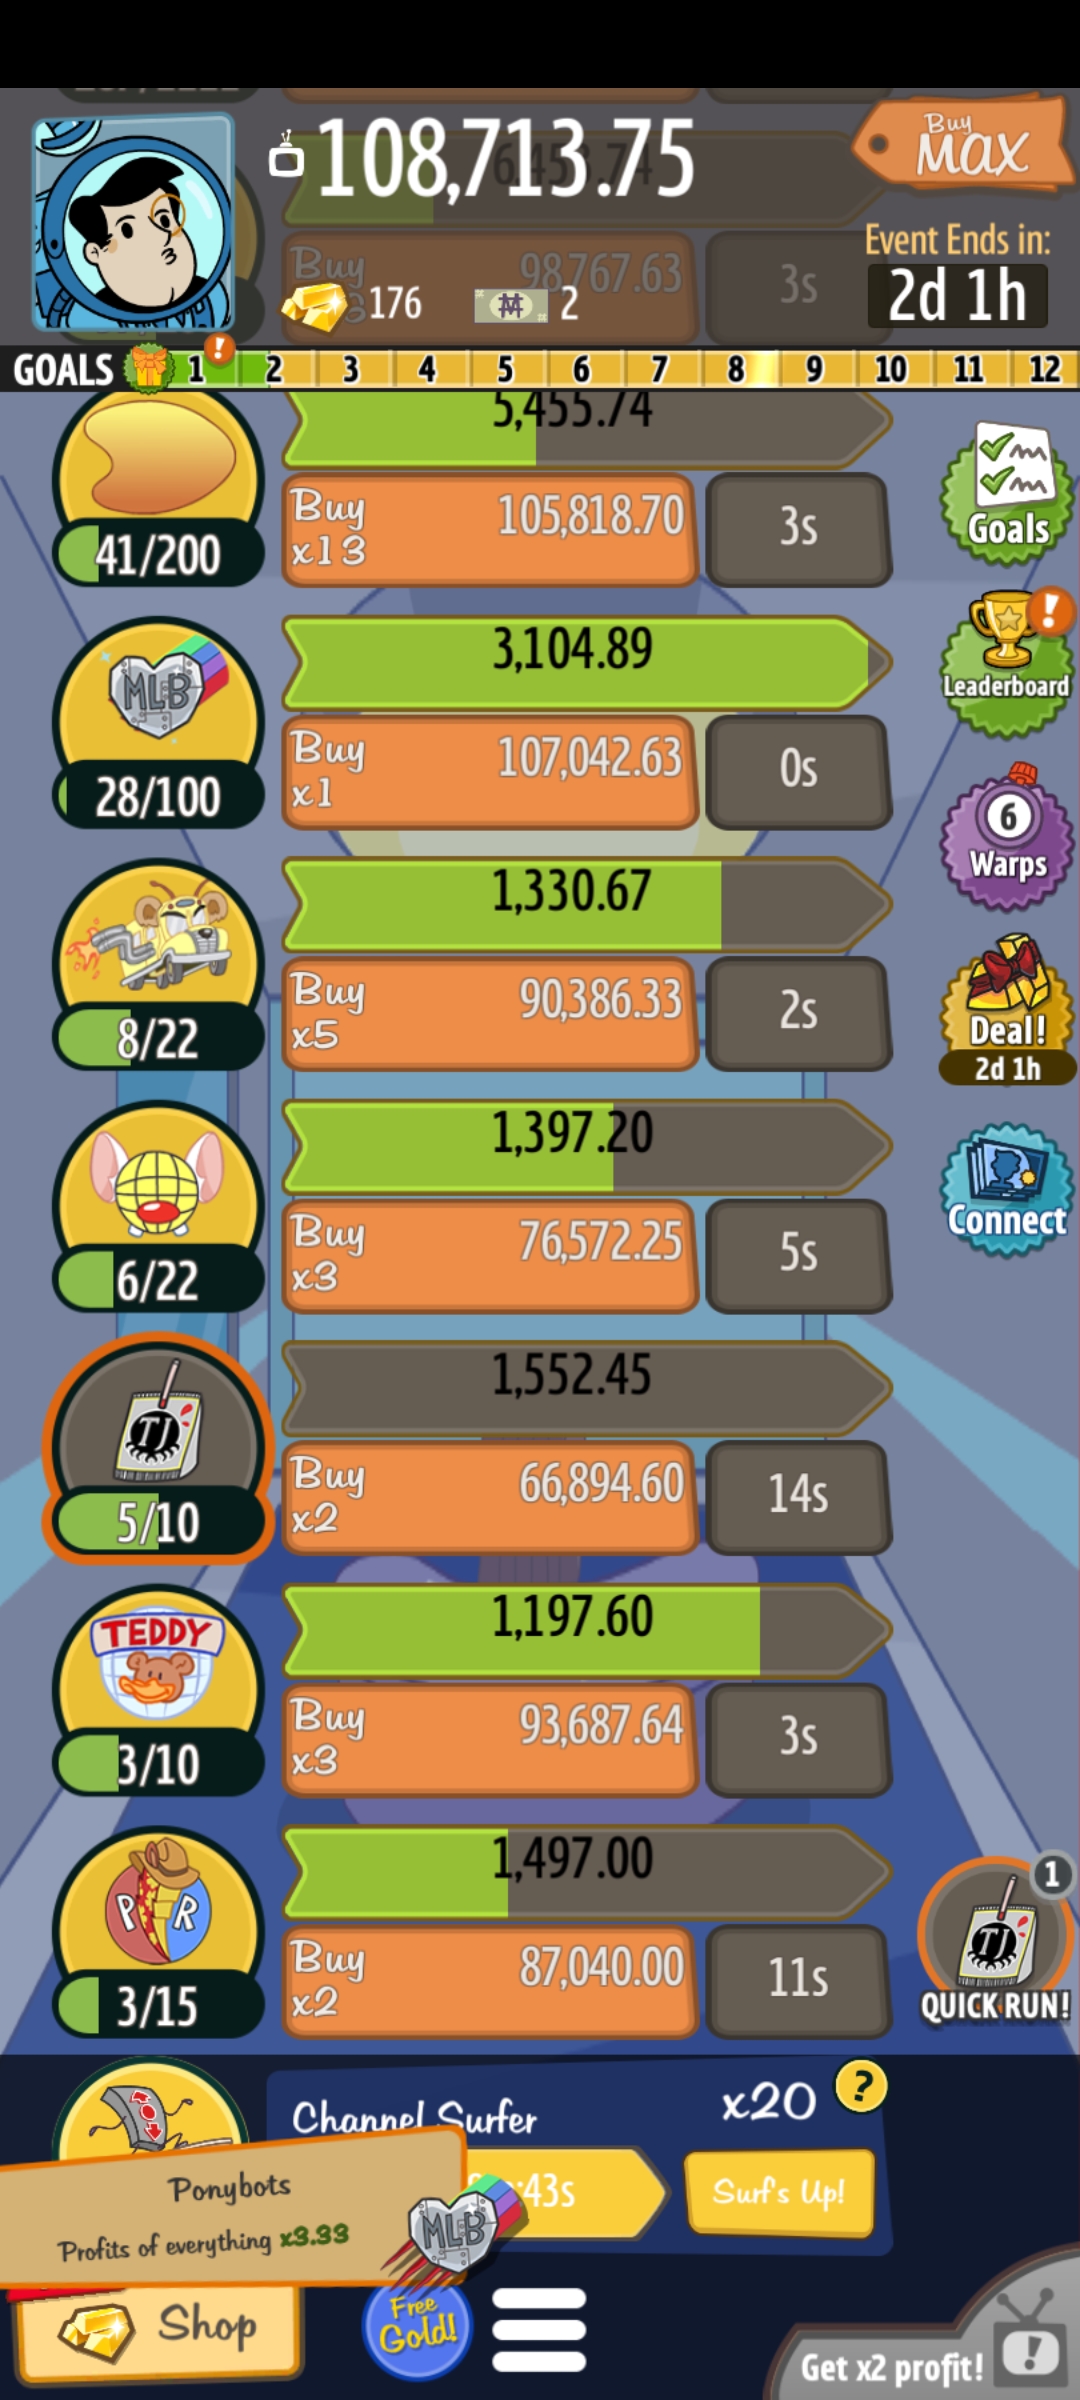 108,713.75
Buy
MAX
Event Ends in:
2d 1h
Buy
98,767.63
3s
176
2
GOALS 1 ! 2 3 4 5 6 7 8 9 10 11 12
5,455.74
41/200
Buy
x13
105,818.70
3s
Goals
3,104.89
28/100
MLB
Buy
x1
107,042.63
0s
!
Leaderboard
1,330.67
8/22
Buy
x5
90,386.33
2s
6
Warps
Deal!
2d 1h
1,397.20
6/22
Buy
x3
76,572.25
5s
Connect
1,552.45
TJ
5/10
Buy
x2
66,894.60
14s
1,197.60
TEDDY
3/10
Buy
x3
93,687.64
3s
1,497.00
P R
3/15
Buy
x2
87,040.00
11s
1
TJ
QUICK RUN!
Channel Surfer
x20
?
:43s
Surf's Up!
Ponybots
Profits of everything x3.33
MLB
Shop
Free
Gold!
Get x2 profit!
!